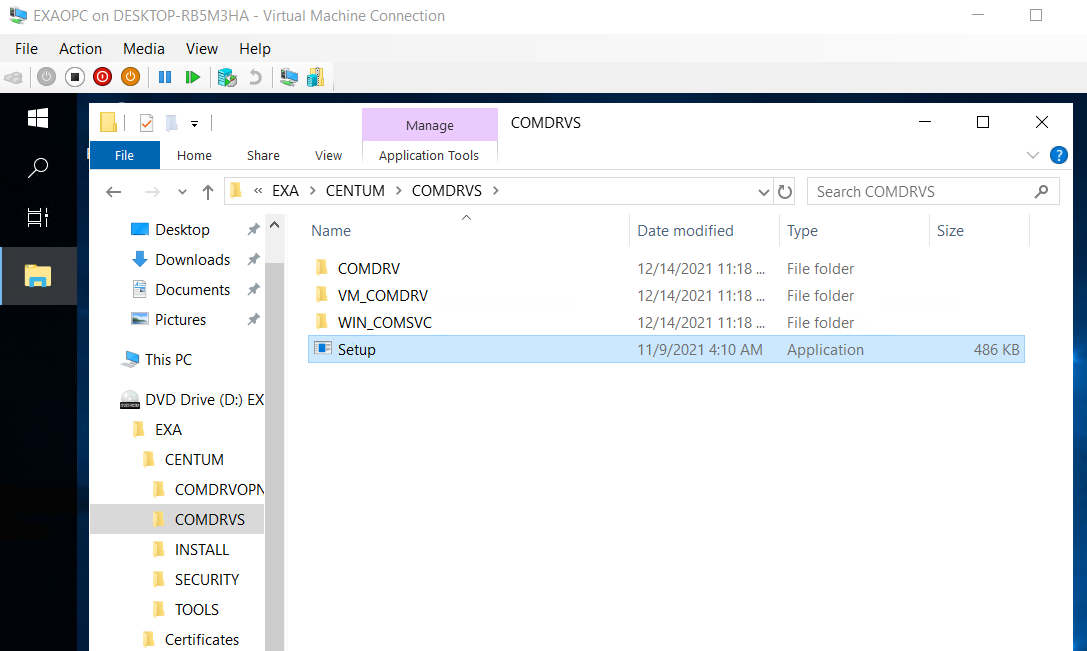 EXAOPC on DESKTOP-RB5M3HA - Virtual Machine Connection
File Action Media View Help
Manage COMDRVS
File Home Share View Application Tools
« EXA > CENTUM > COMDRVS > Search COMDRVS
Name Date modified Type Size
Desktop
Downloads
Documents
Pictures
This PC
DVD Drive (D:) EX
EXA
CENTUM
COMDRVOPN
COMDRVS
INSTALL
SECURITY
TOOLS
Certificates
COMDRV 12/14/2021 11:18 ... File folder
VM_COMDRV 12/14/2021 11:18 ... File folder
WIN_COMSVC 12/14/2021 11:18 ... File folder
Setup 11/9/2021 4:10 AM Application 486 KB